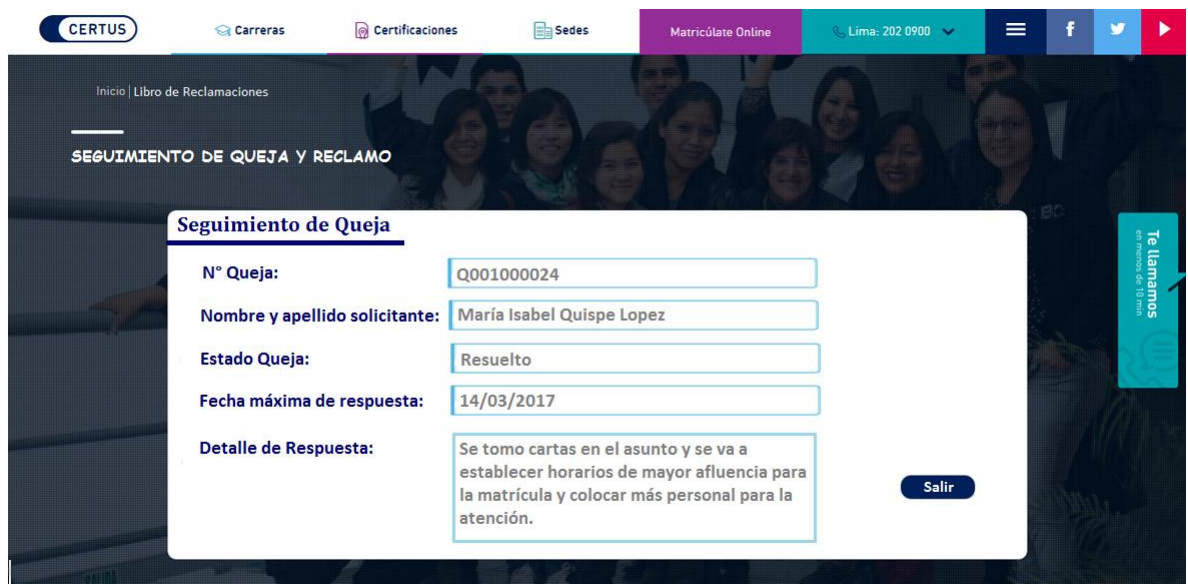 CERTUS
Carreras
Certificaciones
Sedes
Matricúlate Online
Lima: 202 0900
f
Inicio | Libro de Reclamaciones
SEGUIMIENTO DE QUEJA Y RECLAMO
Seguimiento de Queja
N° Queja:
Q001000024
Nombre y apellido solicitante:
María Isabel Quispe Lopez
Estado Queja:
Resuelto
Fecha máxima de respuesta:
14/03/2017
Detalle de Respuesta:
Se tomo cartas en el asunto y se va a
establecer horarios de mayor afluencia para
la matrícula y colocar más personal para la
atención.
Salir
Te llamamos
en menos de 10 min
SALIDA